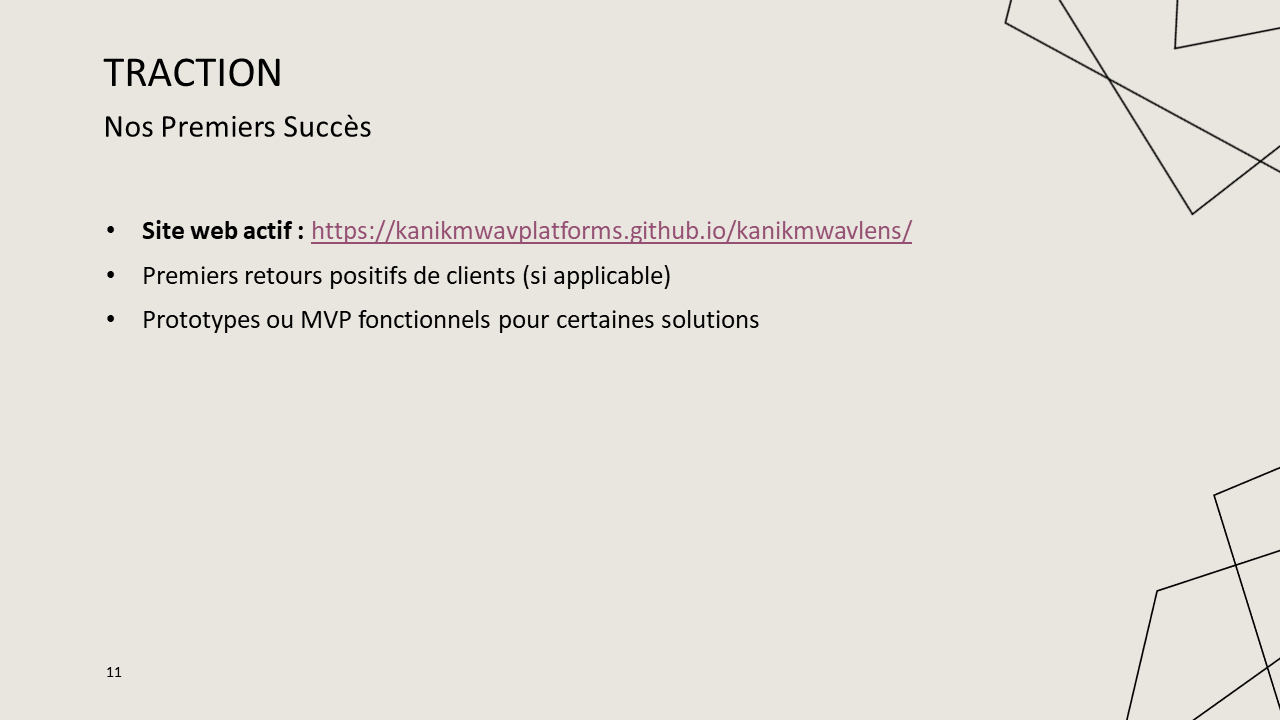 TRACTION
Nos Premiers Succès
• Site web actif : https://kanikmwavplatforms.github.io/kanikmwavlens/
• Premiers retours positifs de clients (si applicable)
• Prototypes ou MVP fonctionnels pour certaines solutions
11